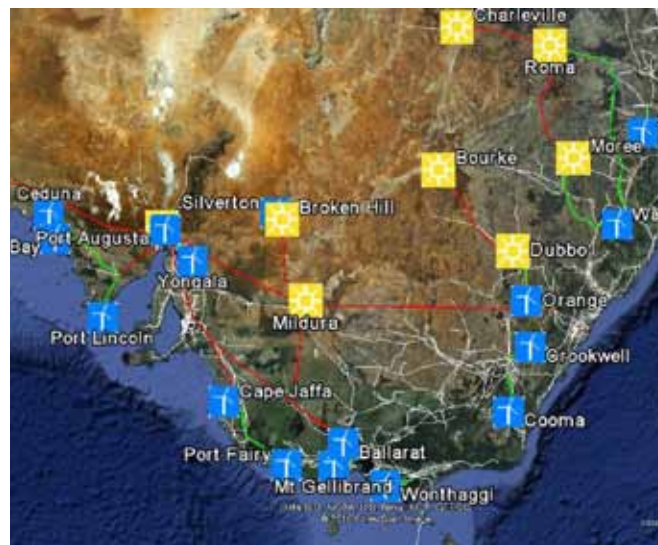 Charleville
Roma
Moree
Bourke
Ceduna
Silverton
Broken Hill
Bay
Port Augusta
Wa
Dubbo
Yongala
Orange
Port Lincoln
Mildura
Crookwell
Cape Jaffa
Cooma
Port Fairy
Ballarat
Mt Gellibrand
Wonthaggi